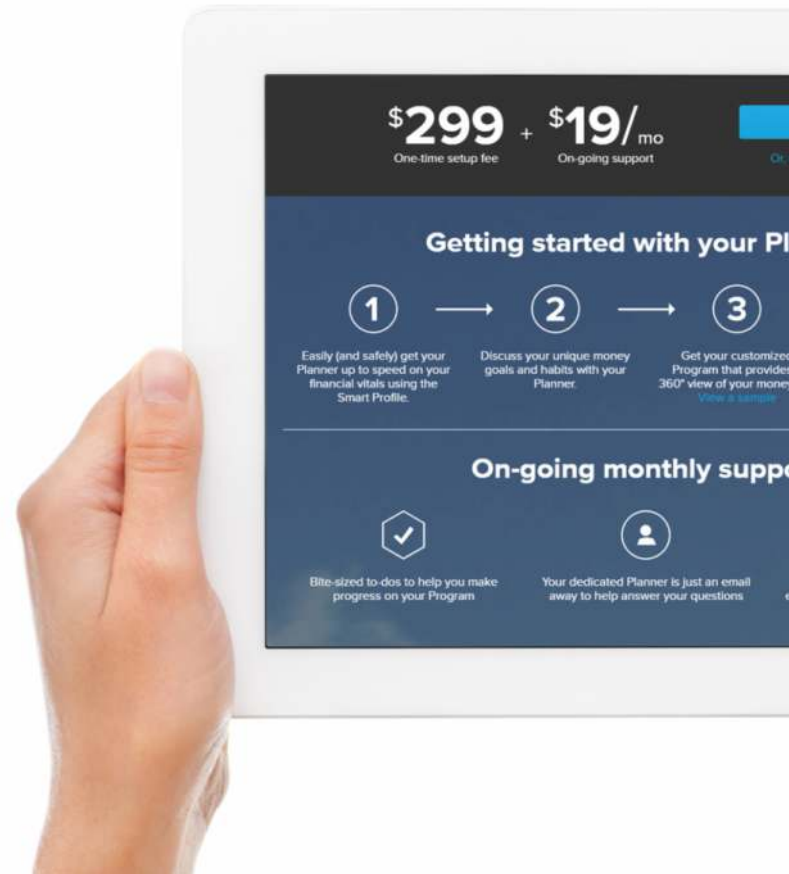 $299 + $19/mo
One-time setup fee On-going support
Or,
Getting started with your Pl
1 2 3
Easily (and safely) get your
Planner up to speed on your
financial vitals using the
Smart Profile.
Discuss your unique money
goals and habits with your
Planner.
Get your customized
Program that provides
360° view of your money
View a sample
On-going monthly suppo
Bite-sized to-dos to help you make
progress on your Program
Your dedicated Planner is just an email
away to help answer your questions